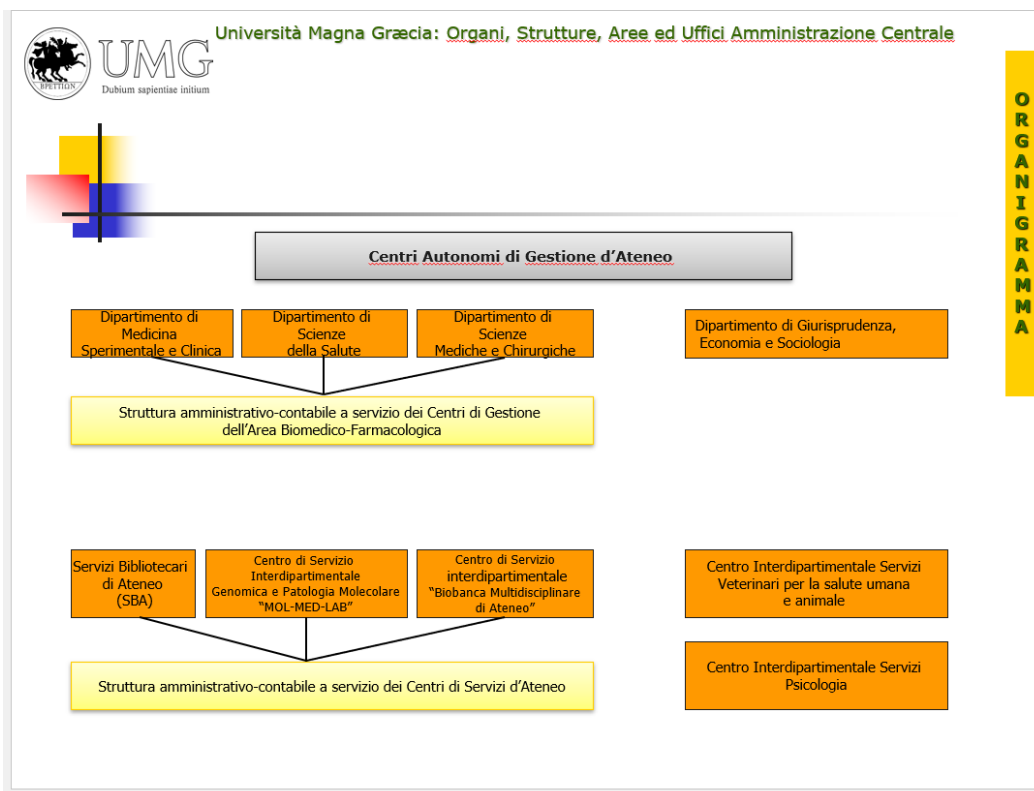 Università Magna Græcia: Organi, Strutture, Aree ed Uffici Amministrazione Centrale
ΒΡΕΤΤΙΩΝ
UMG
Dubium sapientiae initium
ORGANIGRAMMA
Centri Autonomi di Gestione d’Ateneo
Dipartimento di
Medicina
Sperimentale e Clinica
Dipartimento di
Scienze
della Salute
Dipartimento di
Scienze
Mediche e Chirurgiche
Dipartimento di Giurisprudenza,
Economia e Sociologia
Struttura amministrativo-contabile a servizio dei Centri di Gestione
dell’Area Biomedico-Farmacologica
Servizi Bibliotecari
di Ateneo
(SBA)
Centro di Servizio
Interdipartimentale
Genomica e Patologia Molecolare
“MOL-MED-LAB”
Centro di Servizio
interdipartimentale
“Biobanca Multidisciplinare
di Ateneo”
Centro Interdipartimentale Servizi
Veterinari per la salute umana
e animale
Struttura amministrativo-contabile a servizio dei Centri di Servizi d’Ateneo
Centro Interdipartimentale Servizi
Psicologia